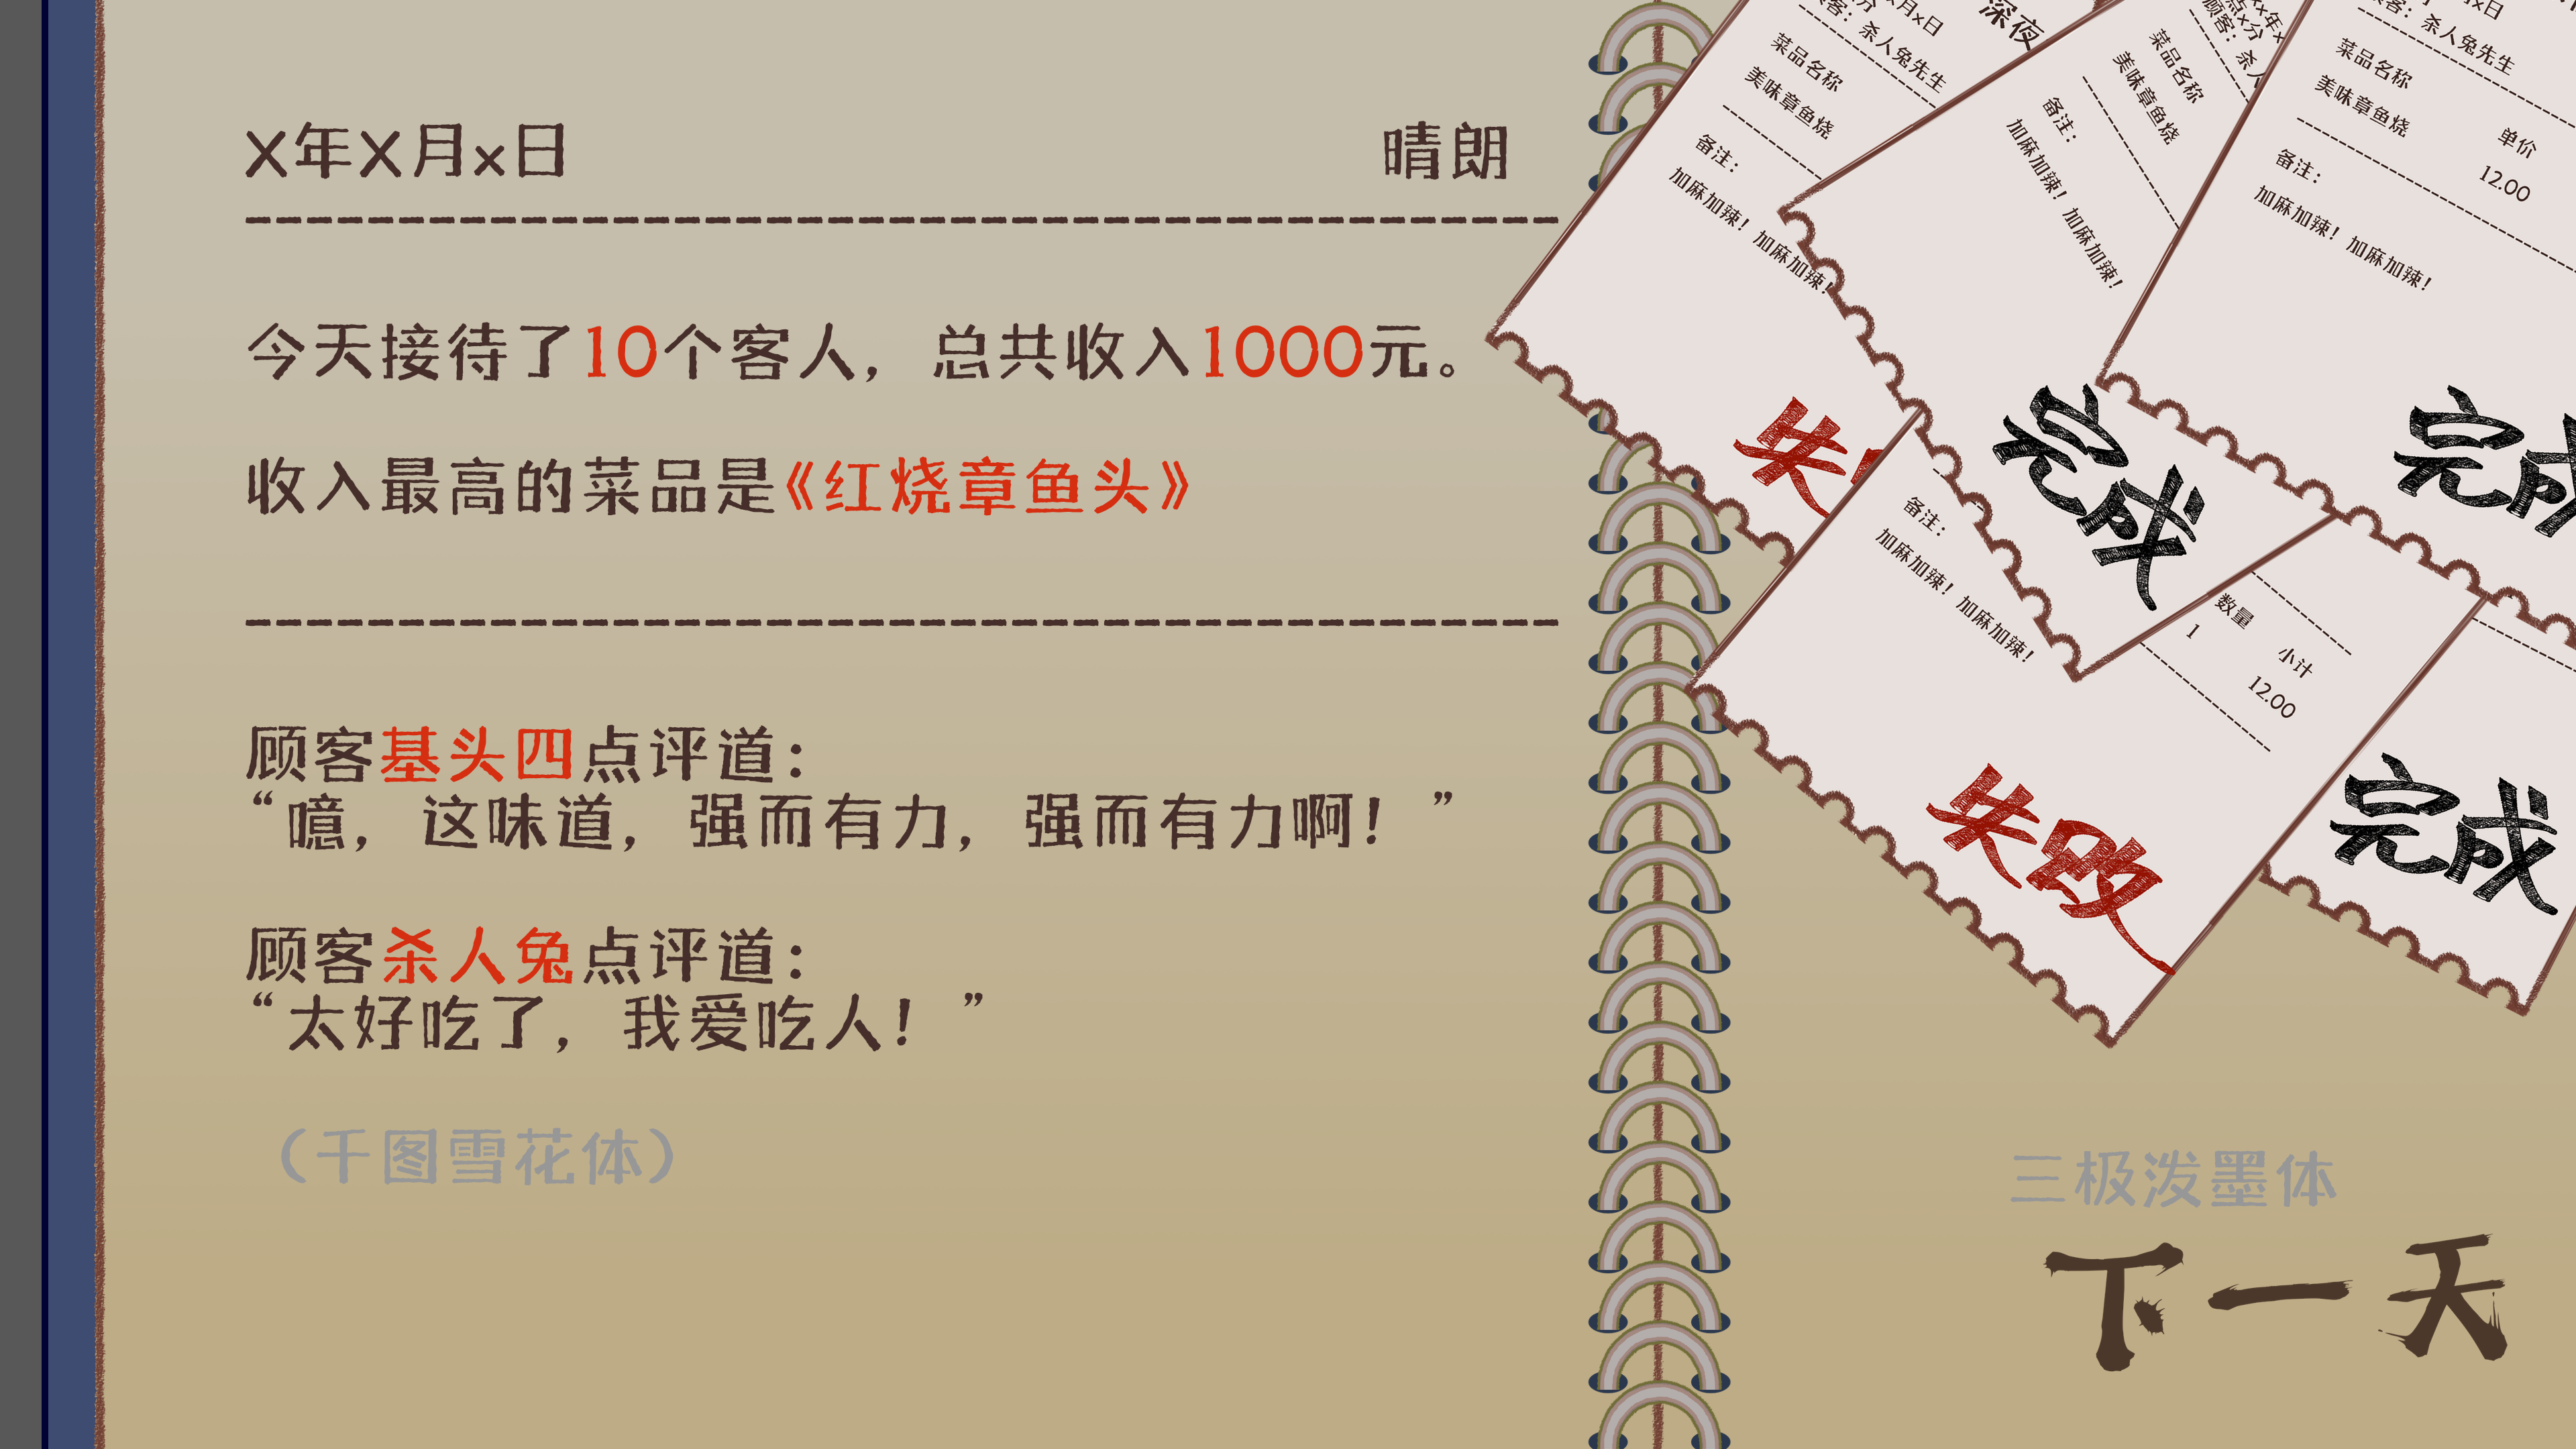 X年X月x日 晴朗
今天接待了10个客人，总共收入1000元。
收入最高的菜品是《红烧章鱼头》
顾客基头四点评道：
“噫，这味道，强而有力，强而有力啊！”
顾客杀人兔点评道：
“太好吃了，我爱吃人！”
（千图雪花体）
深夜
x月x日
顾客：杀人兔先生
菜品名称
美味章鱼烧
备注：
加麻加辣！加麻加辣！
菜品名称
美味章鱼烧
备注：
加麻加辣！加麻加辣！
完成
顾客：杀人兔先生
菜品名称
美味章鱼烧
单价
12.00
备注：
加麻加辣！加麻加辣！
完成
备注：
加麻加辣！加麻加辣！
数量
1
小计
12.00
失败
完成
三极泼墨体
下一天